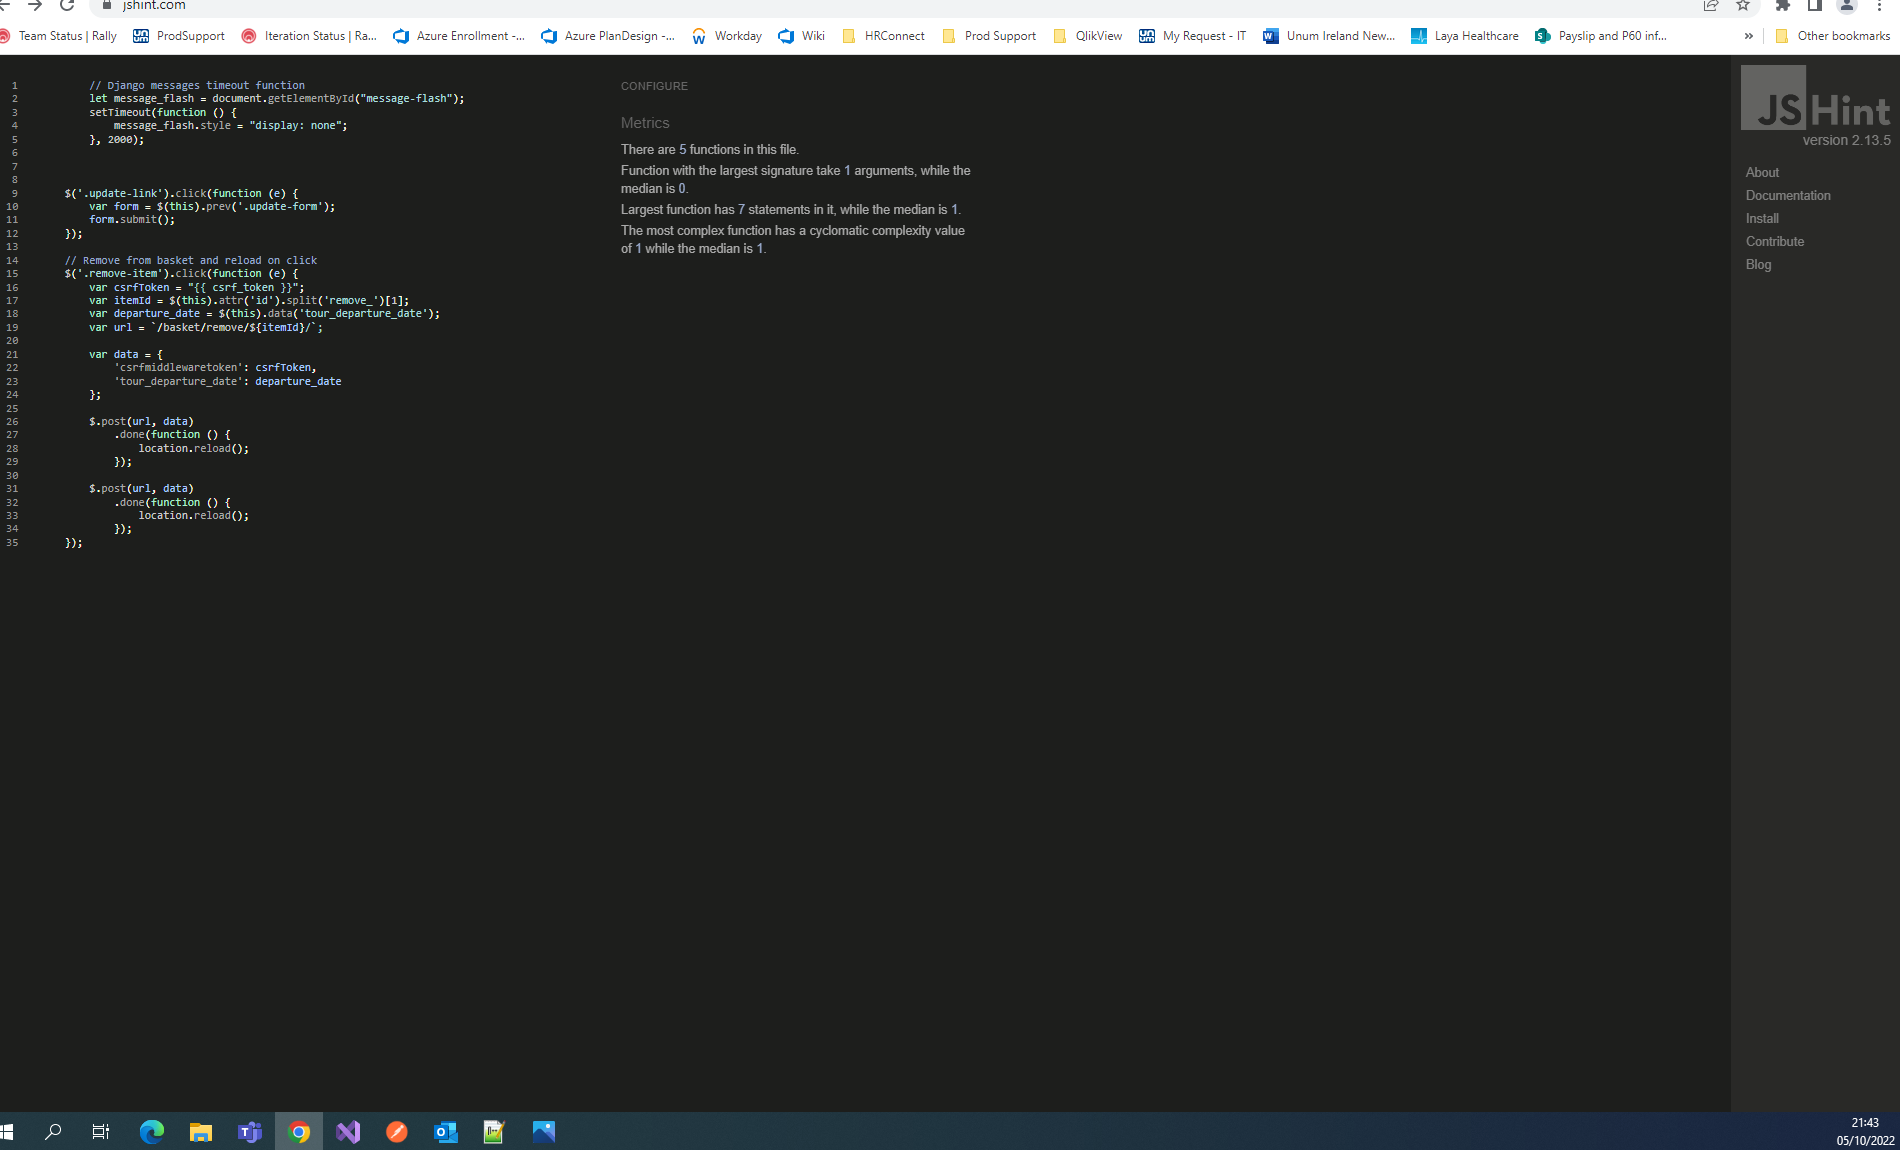 jshint.com
Team Status | Rally ProdSupport Iteration Status | Ra... Azure Enrollment -... Azure PlanDesign -... Workday Wiki HRConnect Prod Support QlikView My Request - IT Unum Ireland New... Laya Healthcare Payslip and P60 inf... » Other bookmarks
1 // Django messages timeout function
2 let message_flash = document.getElementById("message-flash");
3 setTimeout(function () {
4 message_flash.style = "display: none";
5 }, 2000);
6
7
8
9 $('.update-link').click(function (e) {
10 var form = $(this).prev('.update-form');
11 form.submit();
12 });
13
14 // Remove from basket and reload on click
15 $('.remove-item').click(function (e) {
16 var csrfToken = "{{ csrf_token }}";
17 var itemId = $(this).attr('id').split('remove_')[1];
18 var departure_date = $(this).data('tour_departure_date');
19 var url = `/basket/remove/${itemId}/`;
20
21 var data = {
22 'csrfmiddlewaretoken': csrfToken,
23 'tour_departure_date': departure_date
24 };
25
26 $.post(url, data)
27 .done(function () {
28 location.reload();
29 });
30
31 $.post(url, data)
32 .done(function () {
33 location.reload();
34 });
35 });
CONFIGURE
Metrics
There are 5 functions in this file.
Function with the largest signature take 1 arguments, while the
median is 0.
Largest function has 7 statements in it, while the median is 1.
The most complex function has a cyclomatic complexity value
of 1 while the median is 1.
JSHint
version 2.13.5
About
Documentation
Install
Contribute
Blog
21:43
05/10/2022